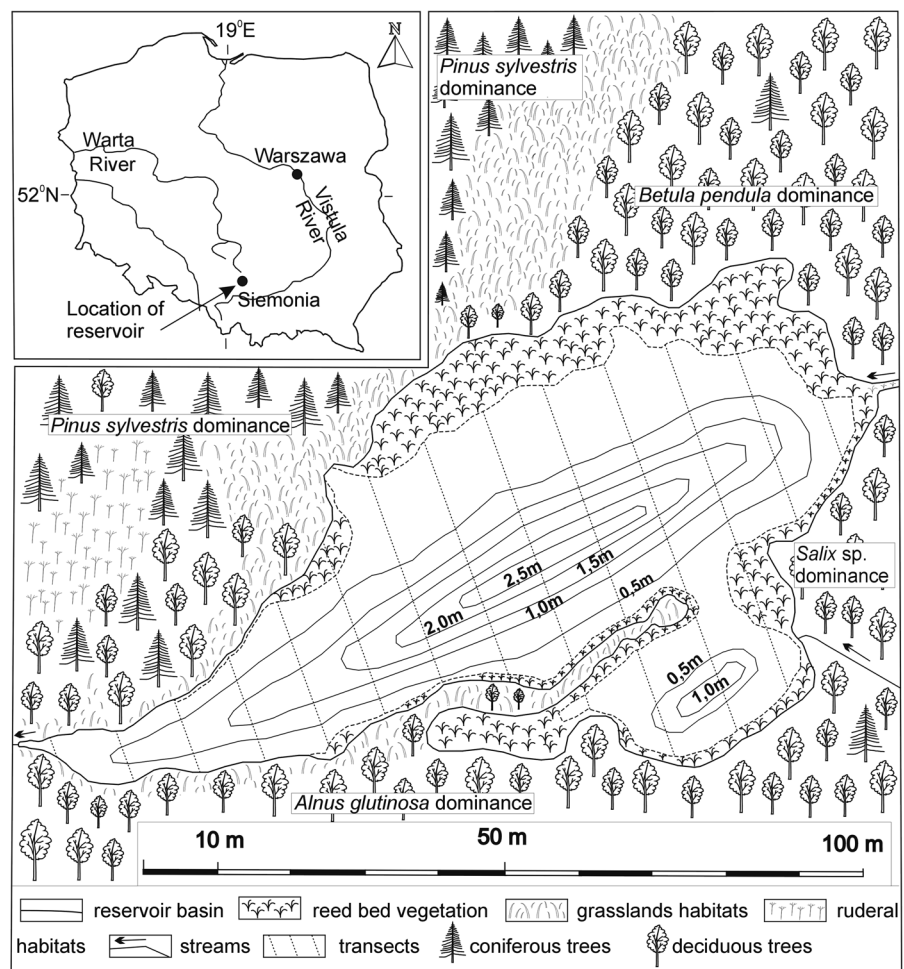 19⁰E
N
Warta
River
Warszawa
52⁰N
Vistula
River
Siemonia
Location of
reservoir
Pinus sylvestris
dominance
Betula pendula dominance
Pinus sylvestris dominance
Salix sp.
dominance
2.5m
1,5m
0,5m
2,0m
1,0m
0,5m
1,0m
Alnus glutinosa dominance
10 m
50 m
100 m
reservoir basin reed bed vegetation grasslands habitats ruderal
habitats streams transects coniferous trees deciduous trees